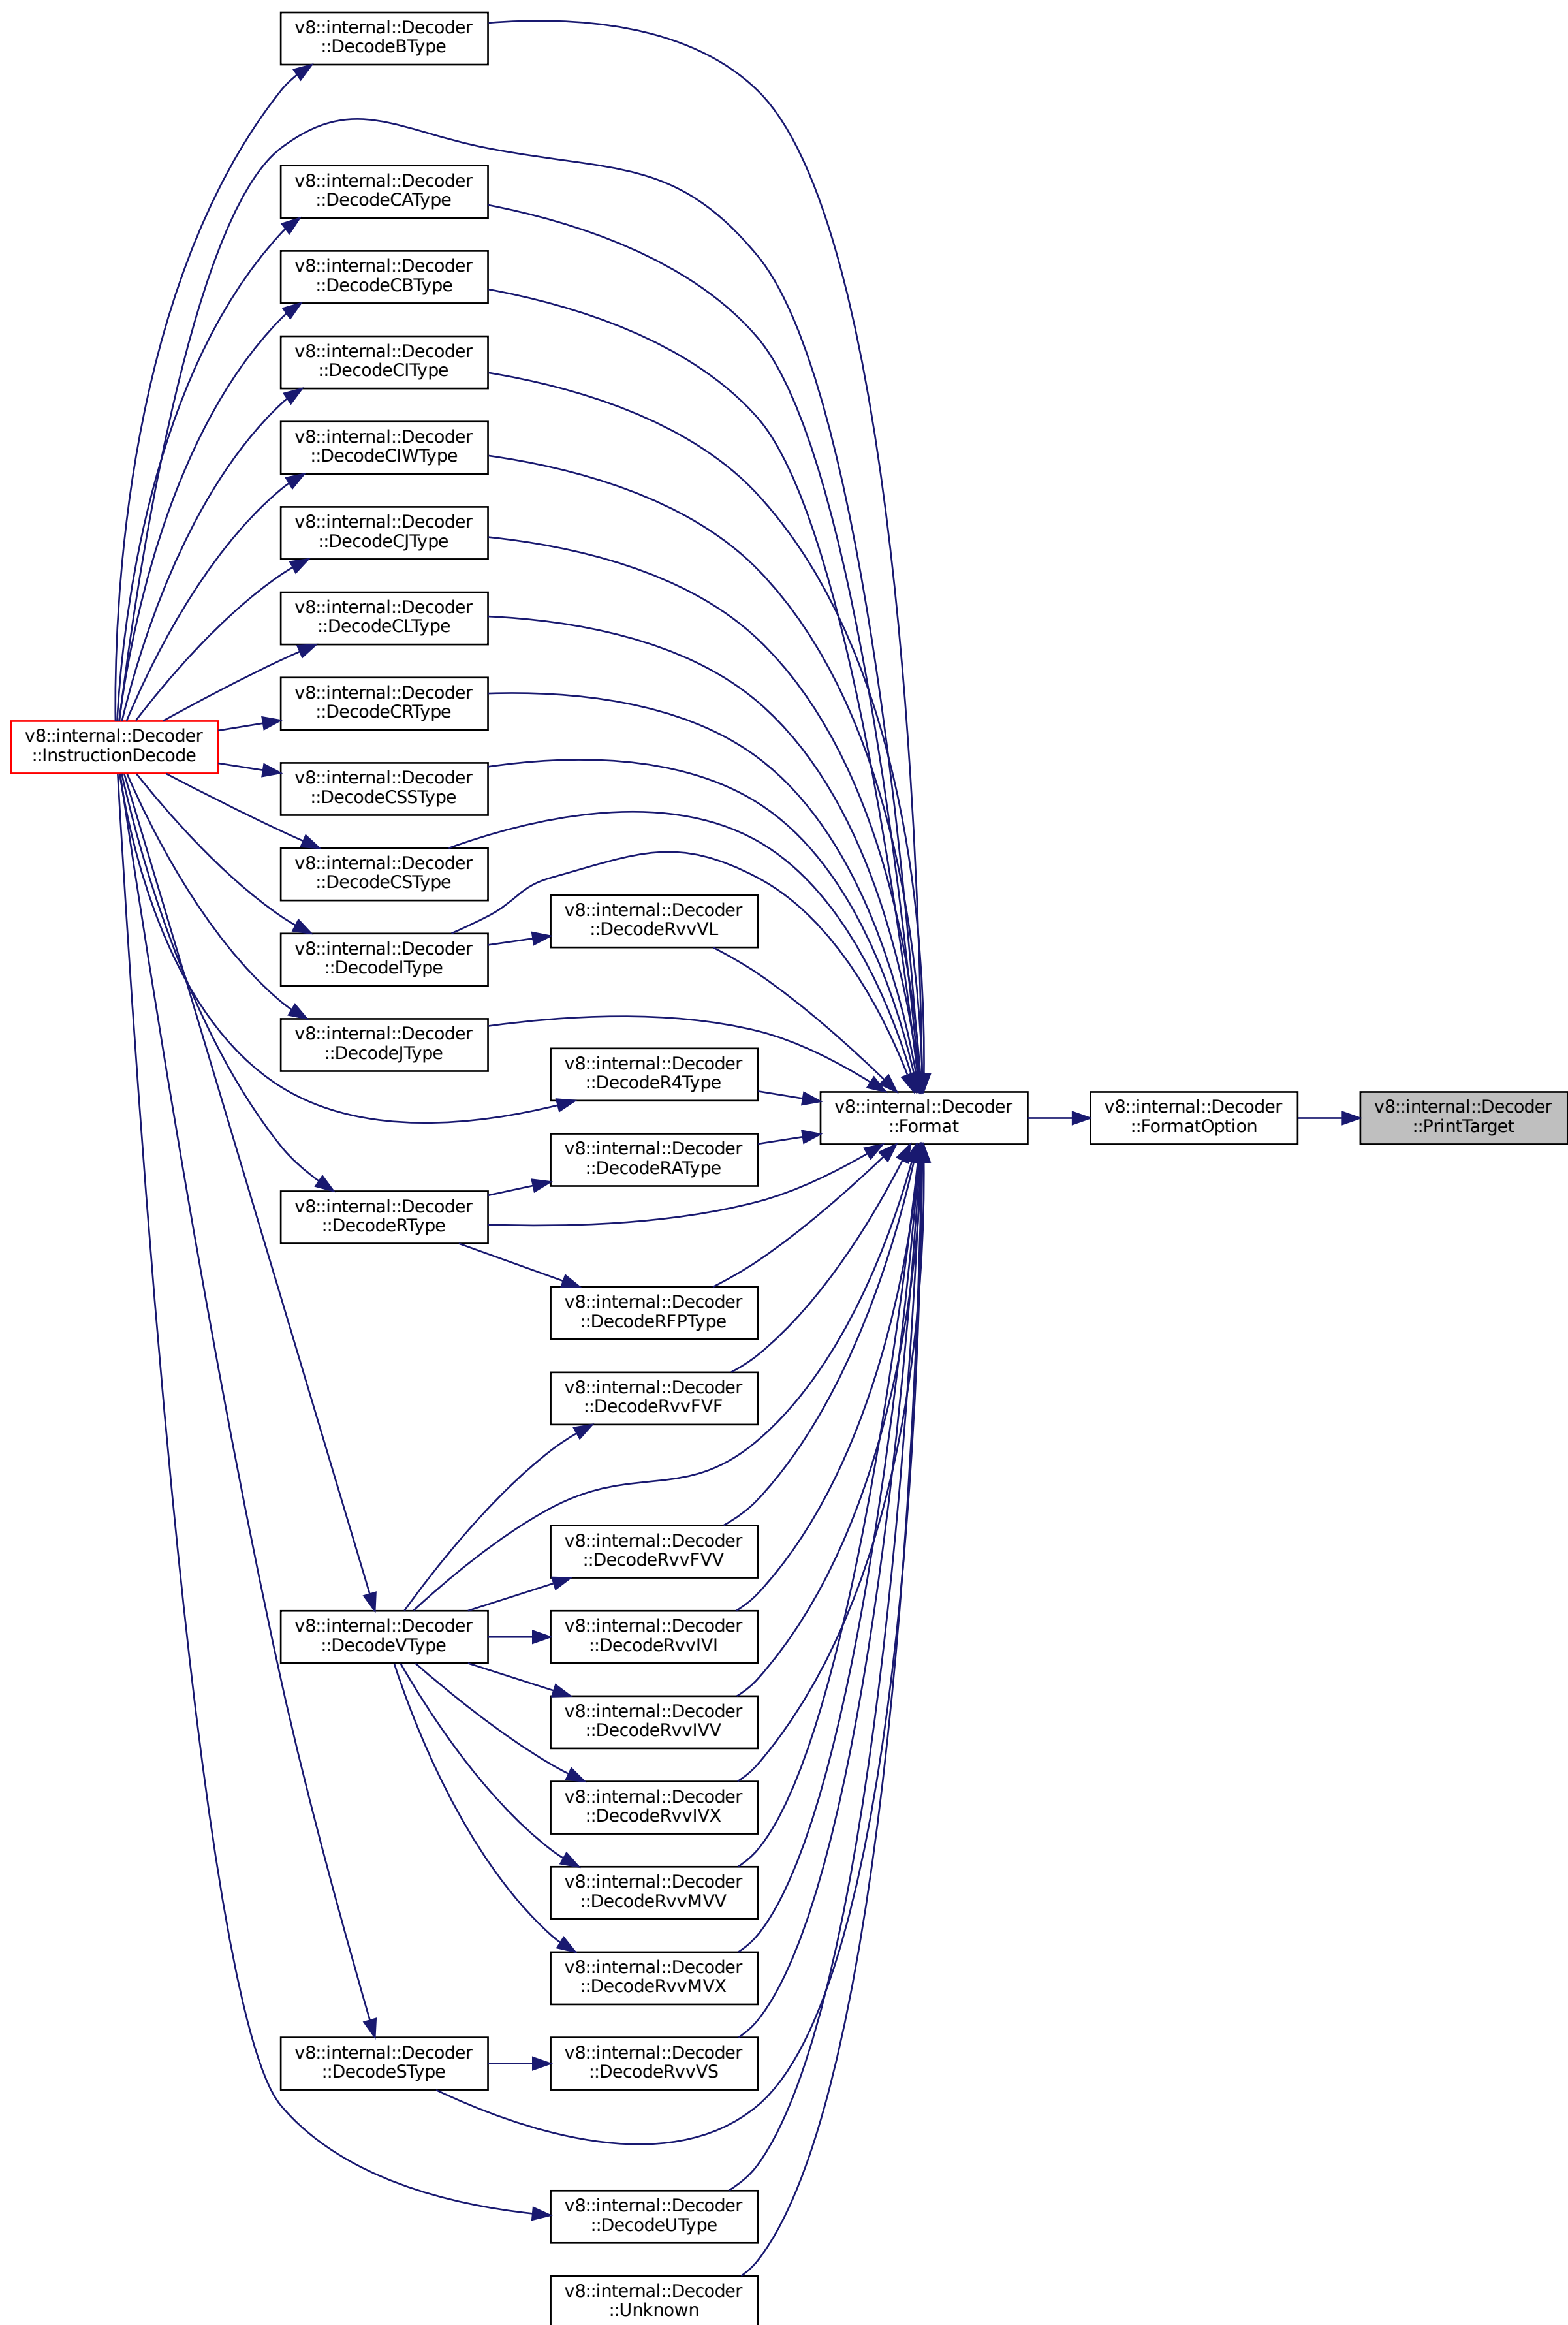 v8::internal::Decoder
::DecodeBType
v8::internal::Decoder
::DecodeCAType
v8::internal::Decoder
::DecodeCBType
v8::internal::Decoder
::DecodeCIType
v8::internal::Decoder
::DecodeCIWType
v8::internal::Decoder
::DecodeCJType
v8::internal::Decoder
::DecodeCLType
v8::internal::Decoder
::DecodeCRType
v8::internal::Decoder
::InstructionDecode
v8::internal::Decoder
::DecodeCSSType
v8::internal::Decoder
::DecodeCSType
v8::internal::Decoder
::DecodeRvvVL
v8::internal::Decoder
::DecodeIType
v8::internal::Decoder
::DecodeJType
v8::internal::Decoder
::DecodeR4Type
v8::internal::Decoder
::Format
v8::internal::Decoder
::FormatOption
v8::internal::Decoder
::PrintTarget
v8::internal::Decoder
::DecodeRAType
v8::internal::Decoder
::DecodeRType
v8::internal::Decoder
::DecodeRFPType
v8::internal::Decoder
::DecodeRvvFVF
v8::internal::Decoder
::DecodeRvvFVV
v8::internal::Decoder
::DecodeVType
v8::internal::Decoder
::DecodeRvvIVI
v8::internal::Decoder
::DecodeRvvIVV
v8::internal::Decoder
::DecodeRvvIVX
v8::internal::Decoder
::DecodeRvvMVV
v8::internal::Decoder
::DecodeRvvMVX
v8::internal::Decoder
::DecodeSType
v8::internal::Decoder
::DecodeRvvVS
v8::internal::Decoder
::DecodeUType
v8::internal::Decoder
::Unknown